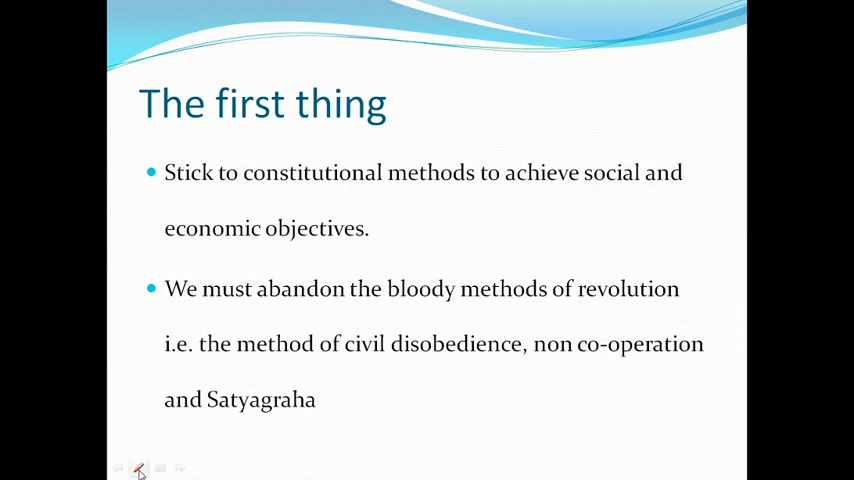 The first thing
Stick to constitutional methods to achieve social and
economic objectives.
We must abandon the bloody methods of revolution
i.e. the method of civil disobedience, non co-operation
and Satyagraha